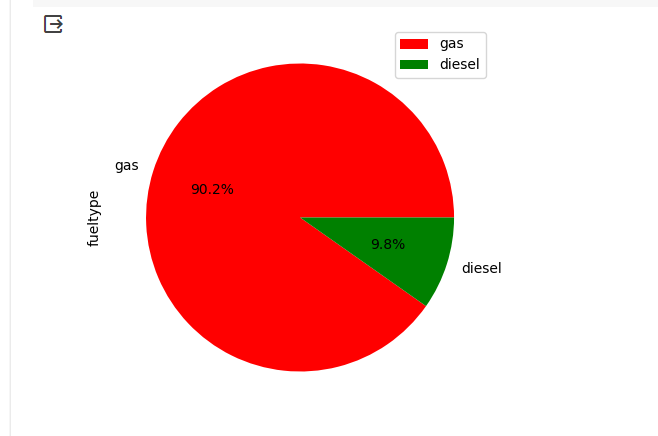 gas
diesel
gas
90.2%
fueltype
9.8%
diesel